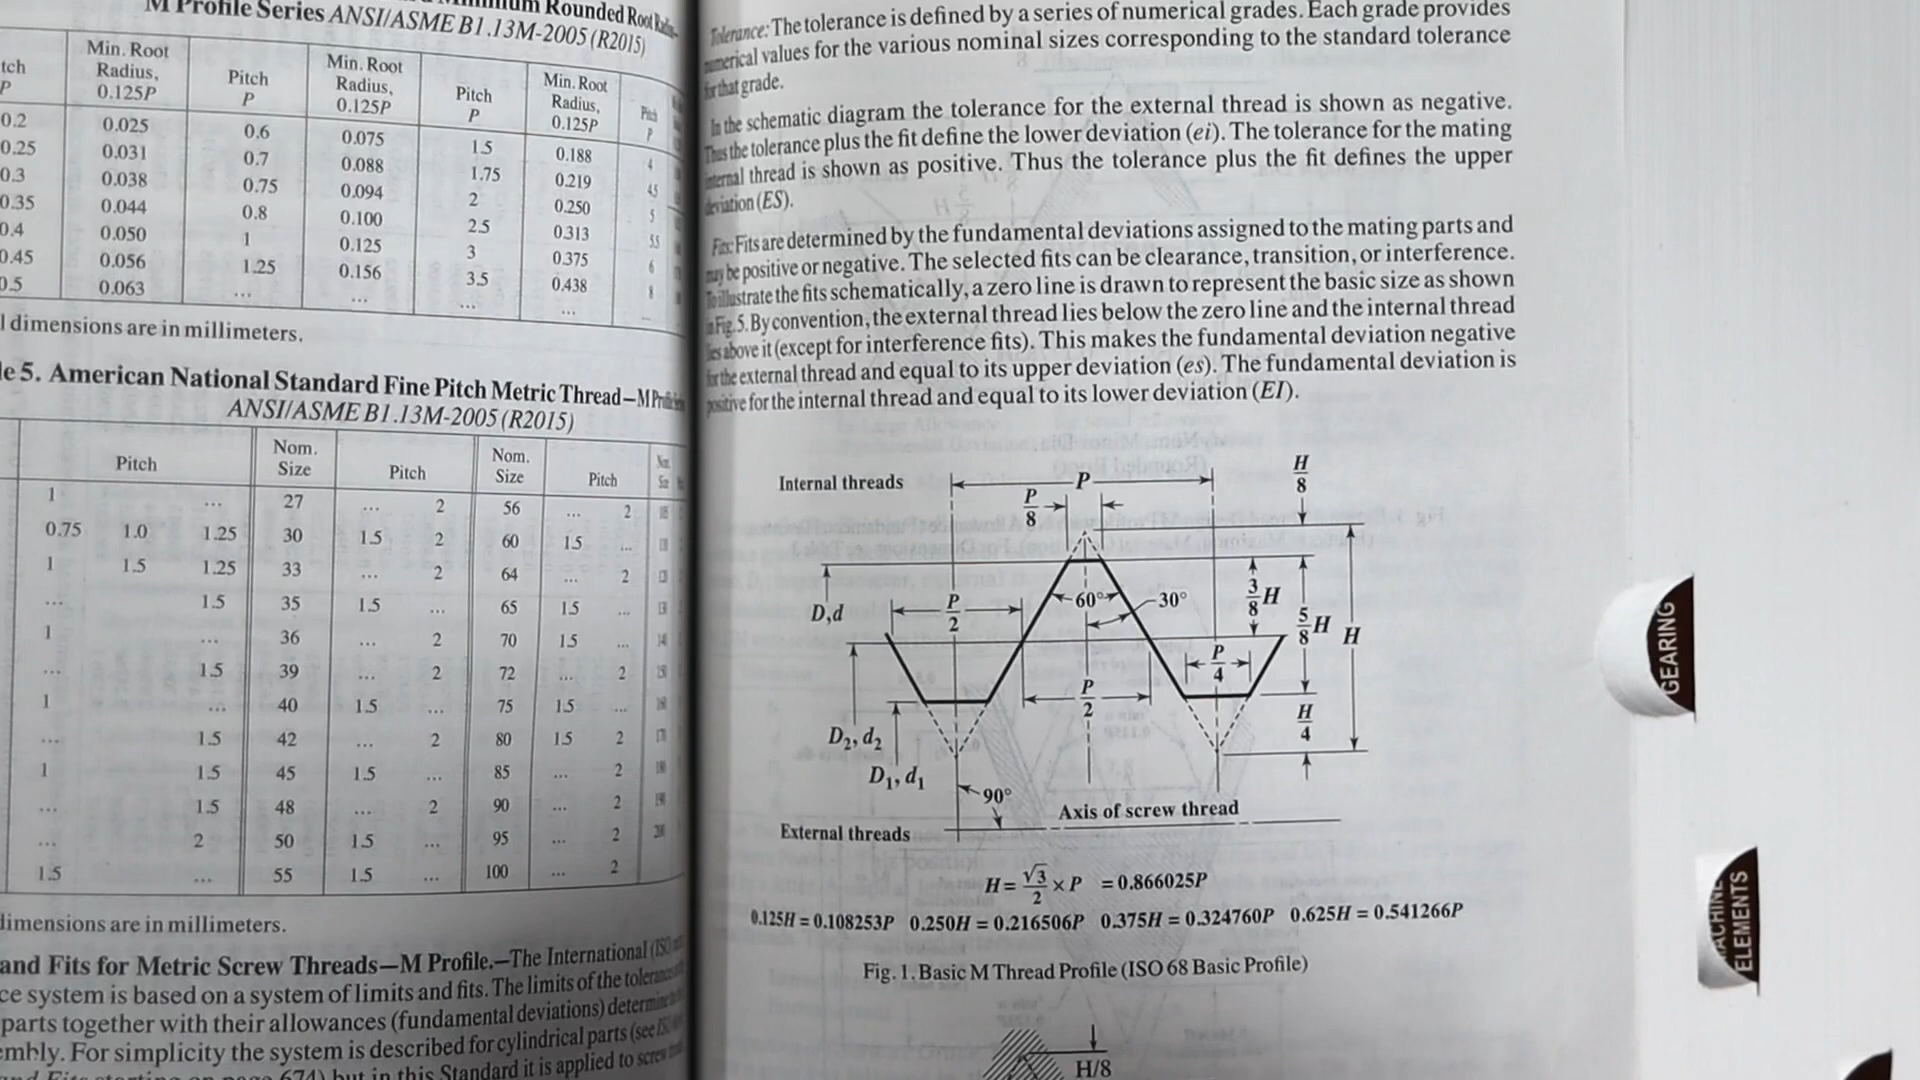 M Profile Series ANSI/ASME B1.13M-2005 (R2015)
Min. Root Radius, 0.125P Pitch P Min. Root Radius, 0.125P Pitch P Min. Root Radius, 0.125P
0.2 0.025 0.6 0.075 1.5 0.188 4
0.25 0.031 0.7 0.088 1.75 0.219 4.5
0.3 0.038 0.75 0.094 2 0.250 5
0.35 0.044 0.8 0.100 2.5 0.313 5.5
0.4 0.050 1 0.125 3 0.375 6
0.45 0.056 1.25 0.156 3.5 0.438 8
0.5 0.063 ... ... ... ...
dimensions are in millimeters.
5. American National Standard Fine Pitch Metric Thread—M
ANSI/ASME B1.13M-2005 (R2015)
Pitch Nom. Size Pitch Nom. Size Pitch
1 ... 27 ... 2 56 ... 2
0.75 1.0 1.25 30 1.5 2 60 1.5 ...
1 1.5 1.25 33 ... 2 64 ... 2
... 1.5 35 1.5 ... 65 1.5 ...
1 ... 36 ... 2 70 1.5 ...
... 1.5 39 ... 2 72 ... 2
1 ... 40 1.5 ... 75 1.5 ...
... 1.5 42 ... 2 80 1.5 2
1 1.5 45 1.5 ... 85 ... 2
... 1.5 48 ... 2 90 ... 2
... 2 50 1.5 ... 95 ... 2
1.5 ... 55 1.5 ... 100 ... 2
dimensions are in millimeters.
and Fits for Metric Screw Threads—M Profile.—The International
system is based on a system of limits and fits. The limits of the
parts together with their allowances (fundamental deviations)
For simplicity the system is described for cylindrical parts (see
674) but in this Standard it is applied to screw
Tolerance: The tolerance is defined by a series of numerical grades. Each grade provides
numerical values for the various nominal sizes corresponding to the standard tolerance
for that grade.
In the schematic diagram the tolerance for the external thread is shown as negative.
Thus the tolerance plus the fit define the lower deviation (ei). The tolerance for the mating
internal thread is shown as positive. Thus the tolerance plus the fit defines the upper
deviation (ES).
Fits: Fits are determined by the fundamental deviations assigned to the mating parts and
may be positive or negative. The selected fits can be clearance, transition, or interference.
To illustrate the fits schematically, a zero line is drawn to represent the basic size as shown
in Fig. 5. By convention, the external thread lies below the zero line and the internal thread
lies above it (except for interference fits). This makes the fundamental deviation negative
for the external thread and equal to its upper deviation (es). The fundamental deviation is
positive for the internal thread and equal to its lower deviation (EI).
Internal threads
P
P/8
H/8
D,d
P/2
60°
30°
3/8 H
5/8 H
H
P/4
P/2
H/4
D₂, d₂
D₁, d₁
90°
Axis of screw thread
External threads
H = √3/2 × P = 0.866025P
0.125H = 0.108253P 0.250H = 0.216506P 0.375H = 0.324760P 0.625H = 0.541266P
Fig. 1. Basic M Thread Profile (ISO 68 Basic Profile)
H/8
GEARING
ELEMENTS